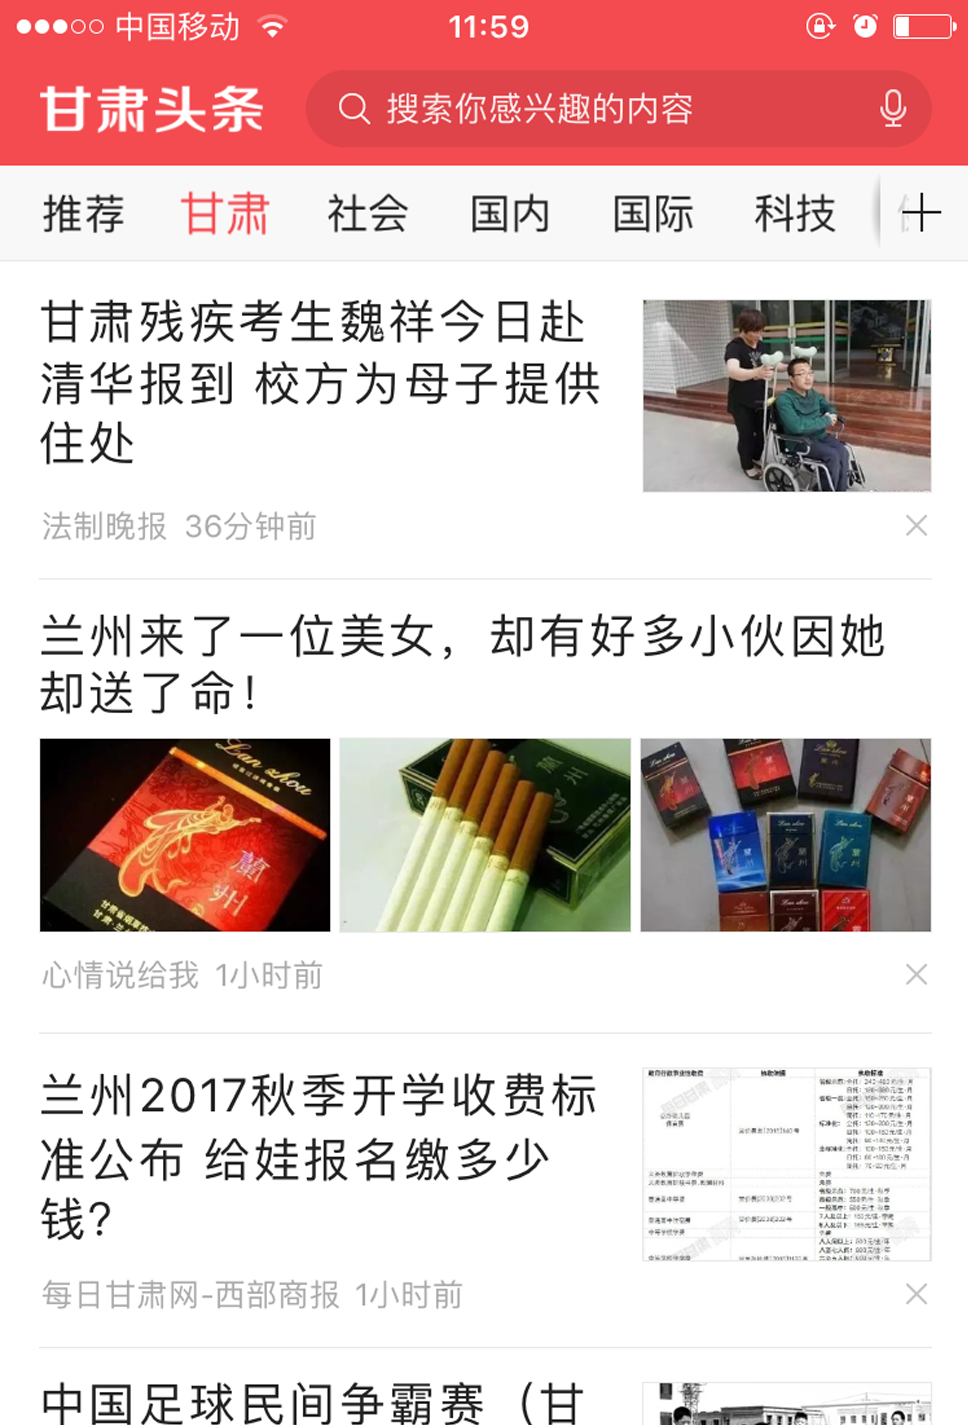 中国移动 11:59
甘肃头条 搜索你感兴趣的内容
推荐 甘肃 社会 国内 国际 科技
甘肃残疾考生魏祥今日赴
清华报到 校方为母子提供
住处
法制晚报 36分钟前
兰州来了一位美女，却有好多小伙因她
却送了命！
Lan zhou
蘭州
蘭州
心情说给我 1小时前
兰州2017秋季开学收费标
准公布 给娃报名缴多少
钱？
每日甘肃网-西部商报 1小时前
中国足球民间争霸赛（甘